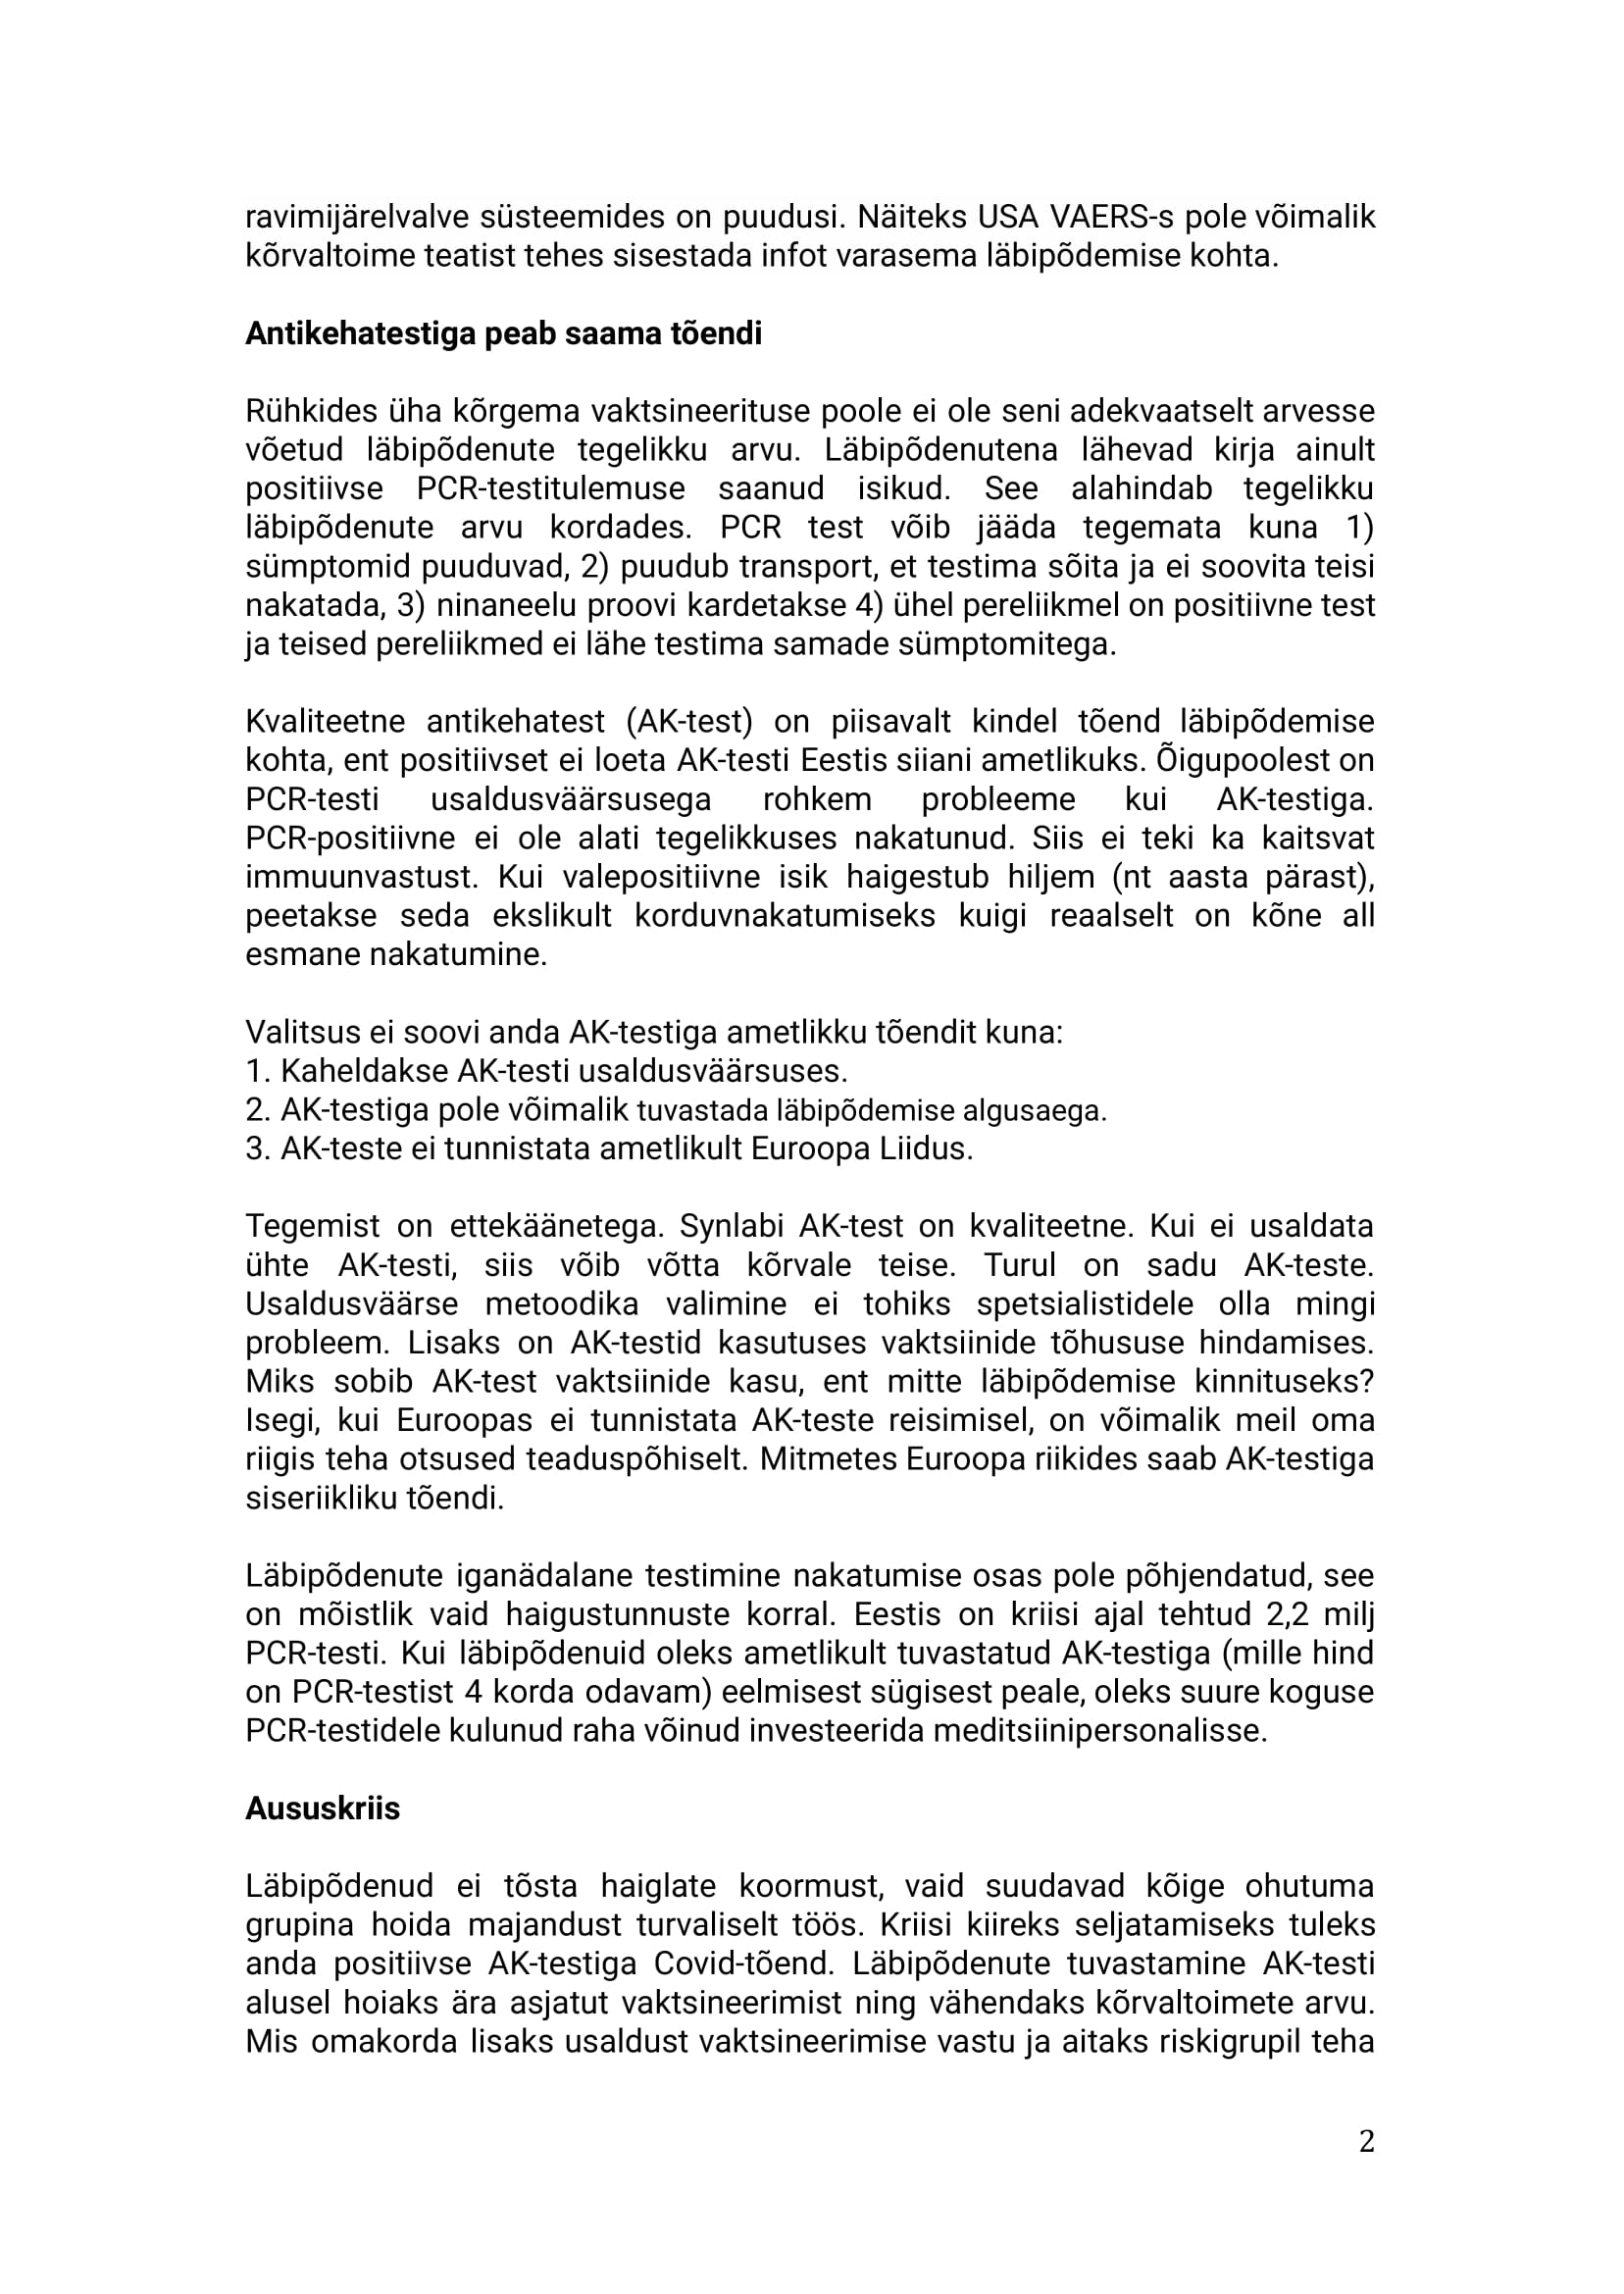 ravimijärelvalve süsteemides on puudusi. Näiteks USA VAERS-s pole võimalik
kõrvaltoime teatist tehes sisestada infot varasema läbipõdemise kohta.
Antikehatestiga peab saama tõendi
Rühkides üha kõrgema vaktsineerituse poole ei ole seni adekvaatselt arvesse
võetud läbipõdenute tegelikku arvu. Läbipõdenutena lähevad kirja ainult
positiivse PCR-testitulemuse saanud isikud. See alahindab tegelikku
läbipõdenute arvu kordades. PCR test võib jääda tegemata kuna 1)
sümptomid puuduvad, 2) puudub transport, et testima sõita ja ei soovita teisi
nakatada, 3) ninaneelu proovi kardetakse 4) ühel pereliikmel on positiivne test
ja teised pereliikmed ei lähe testima samade sümptomitega.
Kvaliteetne antikehatest (AK-test) on piisavalt kindel tõend läbipõdemise
kohta, ent positiivset ei loeta AK-testi Eestis siiani ametlikuks. Õigupoolest on
PCR-testi usaldusväärsusega rohkem probleeme kui AK-testiga.
PCR-positiivne ei ole alati tegelikkuses nakatunud. Siis ei teki ka kaitsvat
immuunvastust. Kui valepositiivne isik haigestub hiljem (nt aasta pärast),
peetakse seda ekslikult korduvnakatumiseks kuigi reaalselt on kõne all
esmane nakatumine.
Valitsus ei soovi anda AK-testiga ametlikku tõendit kuna:
1. Kaheldakse AK-testi usaldusväärsuses.
2. AK-testiga pole võimalik tuvastada läbipõdemise algusaega.
3. AK-teste ei tunnistata ametlikult Euroopa Liidus.
Tegemist on ettekäänetega. Synlabi AK-test on kvaliteetne. Kui ei usaldata
ühte AK-testi, siis võib võtta kõrvale teise. Turul on sadu AK-teste.
Usaldusväärse metoodika valimine ei tohiks spetsialistidele olla mingi
probleem. Lisaks on AK-testid kasutuses vaktsiinide tõhususe hindamises.
Miks sobib AK-test vaktsiinide kasu, ent mitte läbipõdemise kinnituseks?
Isegi, kui Euroopas ei tunnistata AK-teste reisimisel, on võimalik meil oma
riigis teha otsused teaduspõhiselt. Mitmetes Euroopa riikides saab AK-testiga
siseriikliku tõendi.
Läbipõdenute iganädalane testimine nakatumise osas pole põhjendatud, see
on mõistlik vaid haigustunnuste korral. Eestis on kriisi ajal tehtud 2,2 milj
PCR-testi. Kui läbipõdenuid oleks ametlikult tuvastatud AK-testiga (mille hind
on PCR-testist 4 korda odavam) eelmisest sügisest peale, oleks suure koguse
PCR-testidele kulunud raha võinud investeerida meditsiinipersonalisse.
Aususkriis
Läbipõdenud ei tõsta haiglate koormust, vaid suudavad kõige ohutuma
grupina hoida majandust turvaliselt töös. Kriisi kiireks seljatamiseks tuleks
anda positiivse AK-testiga Covid-tõend. Läbipõdenute tuvastamine AK-testi
alusel hoiaks ära asjatut vaktsineerimist ning vähendaks kõrvaltoimete arvu.
Mis omakorda lisaks usaldust vaktsineerimise vastu ja aitaks riskigrupil teha
2